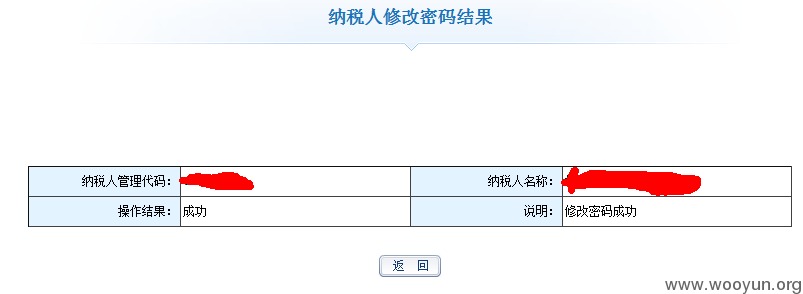 纳税人修改密码结果
纳税人管理代码： 纳税人名称：
操作结果： 成功 说明： 修改密码成功
返 回
www.wooyun.org